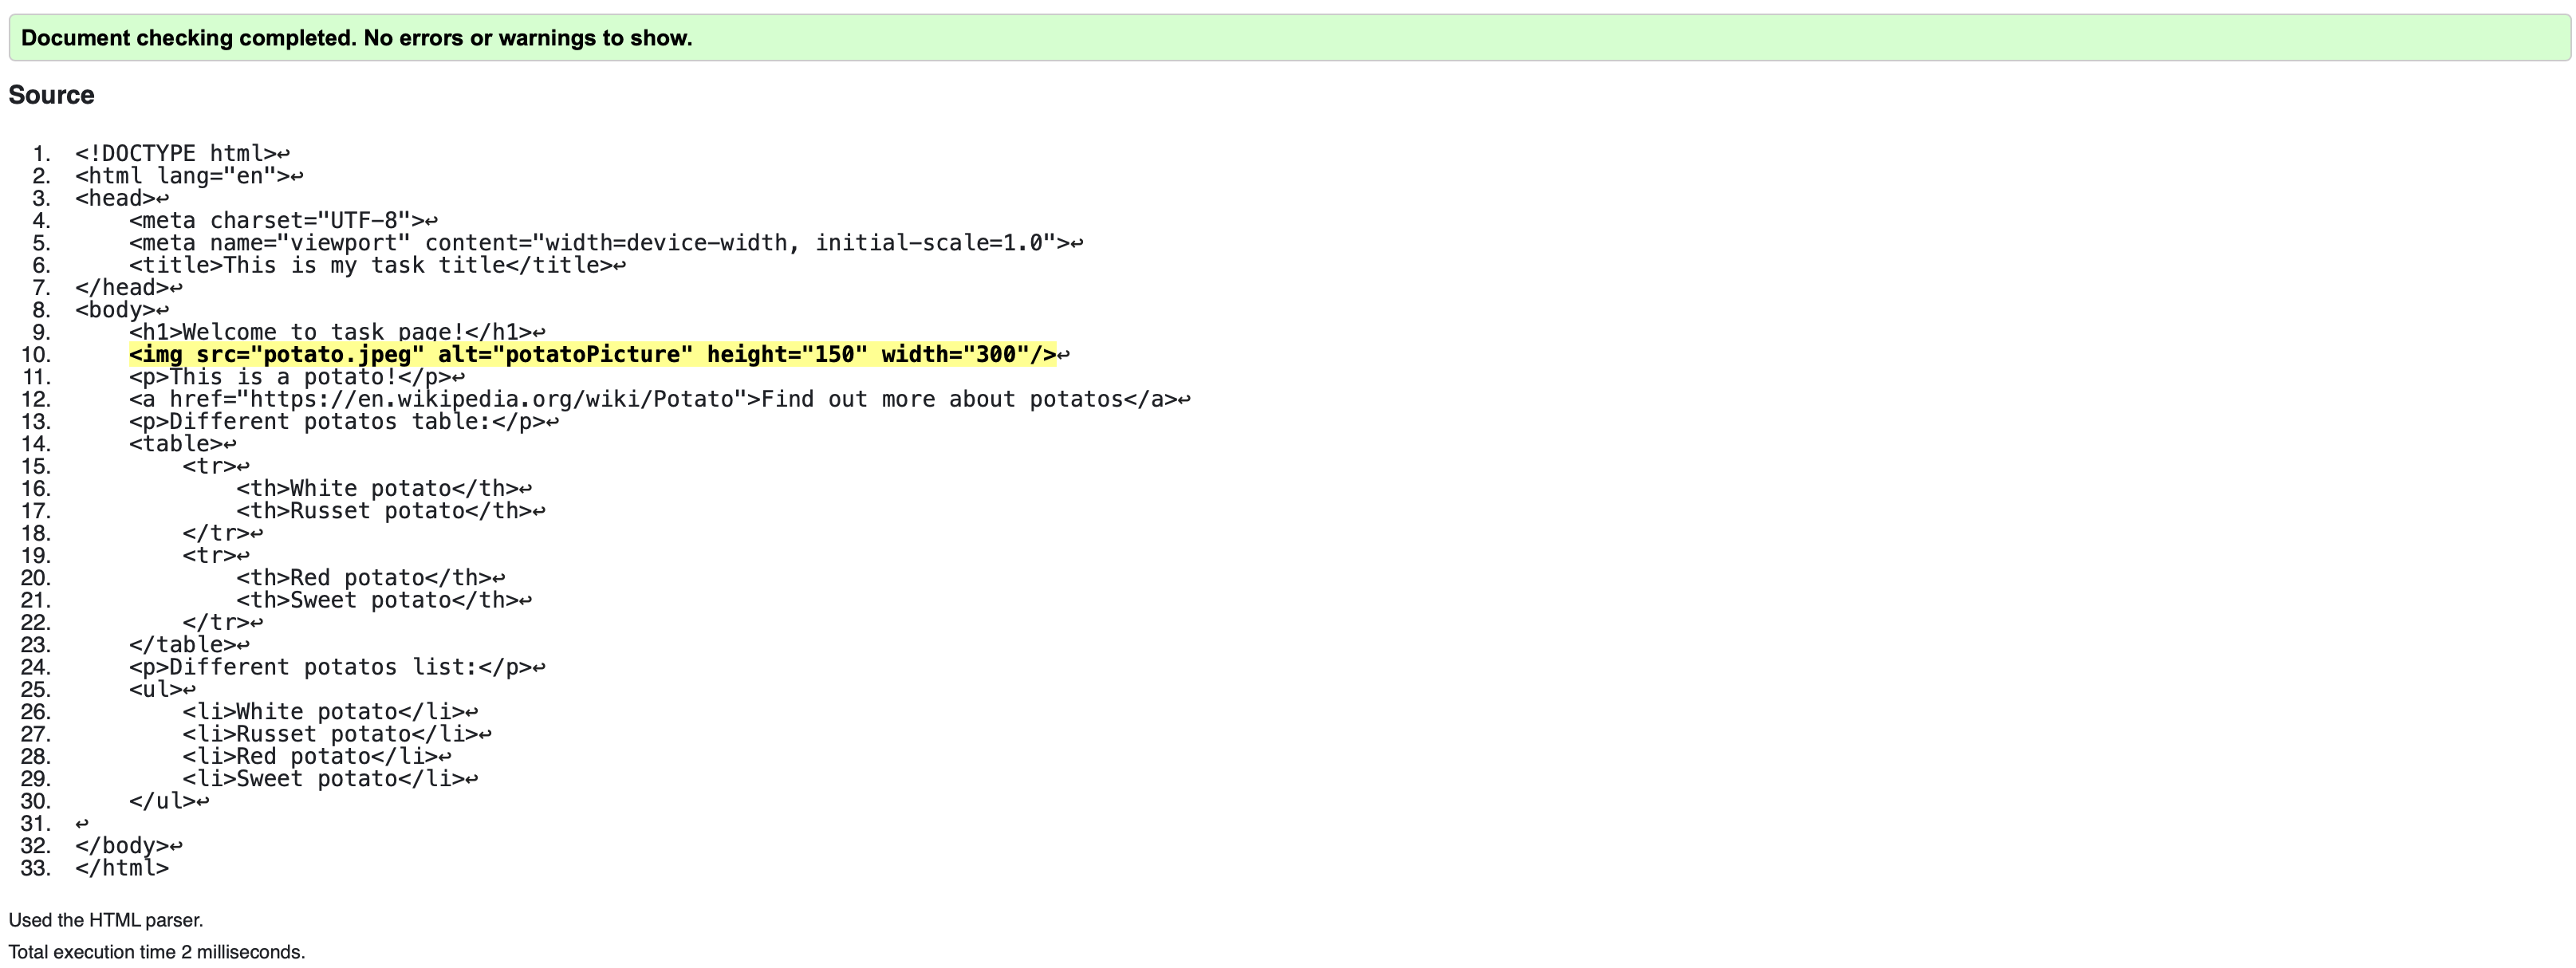 Document checking completed. No errors or warnings to show.
Source
1. <!DOCTYPE html>↩
2. <html lang="en">↩
3. <head>↩
4.     <meta charset="UTF-8">↩
5.     <meta name="viewport" content="width=device-width, initial-scale=1.0">↩
6.     <title>This is my task title</title>↩
7. </head>↩
8. <body>↩
9.     <h1>Welcome to task page!</h1>↩
10.     <img src="potato.jpeg" alt="potatoPicture" height="150" width="300"/>↩
11.     <p>This is a potato!</p>↩
12.     <a href="https://en.wikipedia.org/wiki/Potato">Find out more about potatos</a>↩
13.     <p>Different potatos table:</p>↩
14.     <table>↩
15.         <tr>↩
16.             <th>White potato</th>↩
17.             <th>Russet potato</th>↩
18.         </tr>↩
19.         <tr>↩
20.             <th>Red potato</th>↩
21.             <th>Sweet potato</th>↩
22.         </tr>↩
23.     </table>↩
24.     <p>Different potatos list:</p>↩
25.     <ul>↩
26.         <li>White potato</li>↩
27.         <li>Russet potato</li>↩
28.         <li>Red potato</li>↩
29.         <li>Sweet potato</li>↩
30.     </ul>↩
31. ↩
32. </body>↩
33. </html>
Used the HTML parser.
Total execution time 2 milliseconds.